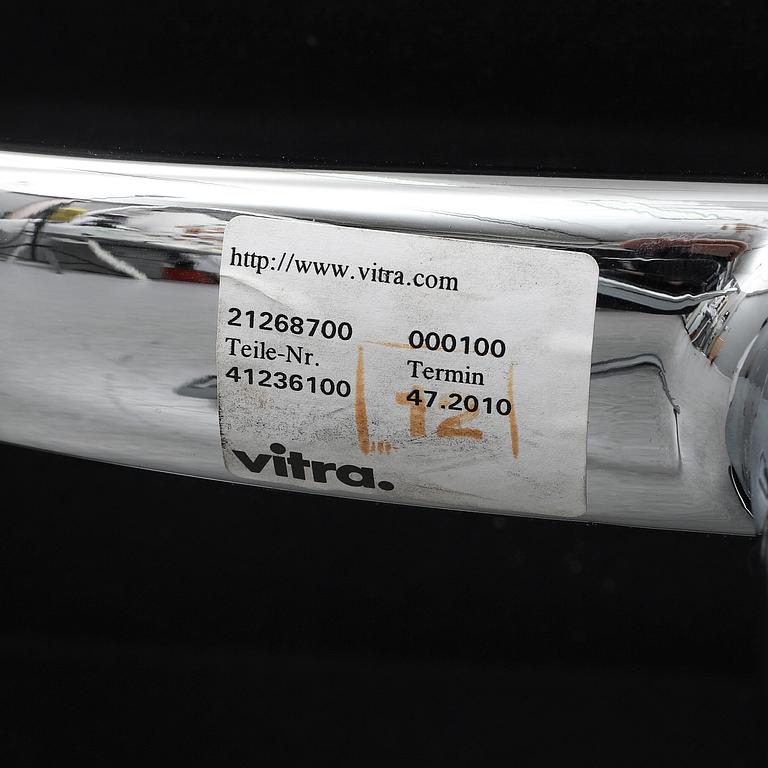 http://www.vitra.com
21268700 000100
Teile-Nr. Termin
41236100 47.2010
12
vitra.